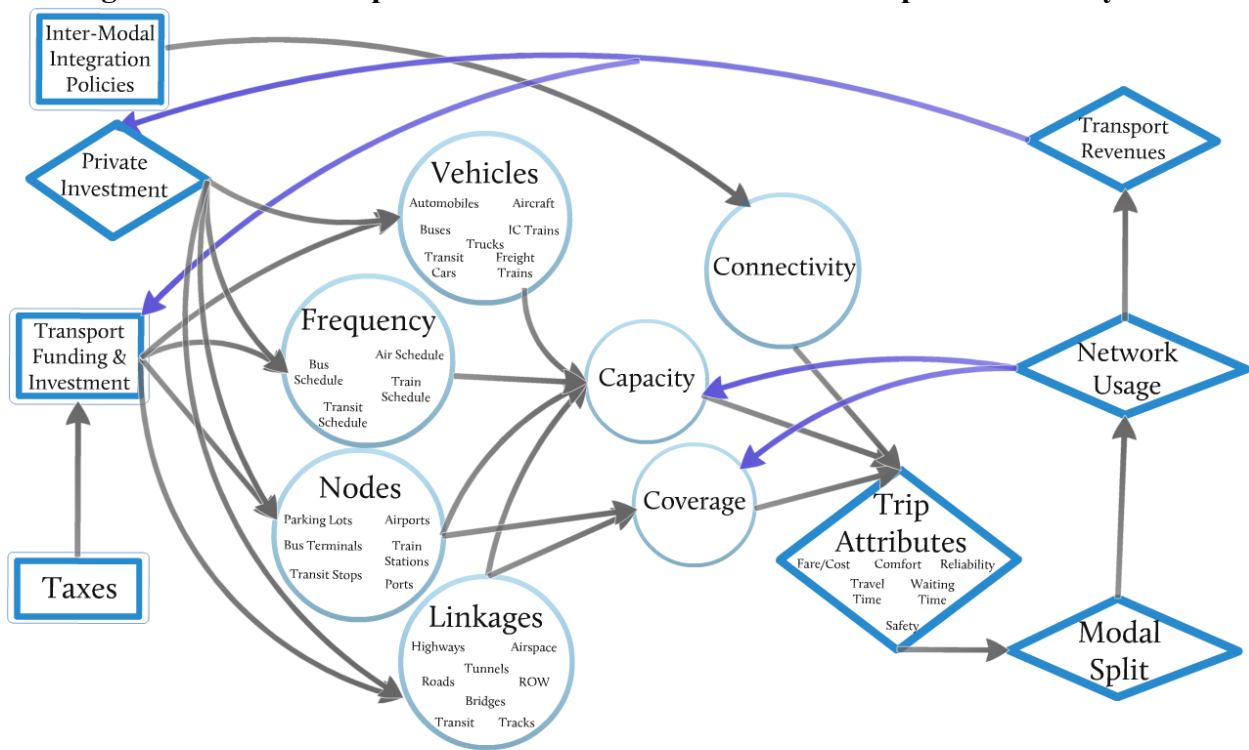 Inter-Modal
Integration
Policies
Private
Investment
Transport
Funding &
Investment
Taxes
Vehicles
Automobiles Aircraft
Buses IC Trains
Trucks
Transit Freight
Cars Trains
Frequency
Air Schedule
Bus
Schedule
Train
Schedule
Transit
Schedule
Nodes
Parking Lots Airports
Bus Terminals Train
Stations
Transit Stops
Ports
Linkages
Highways Airspace
Tunnels
Roads ROW
Bridges
Transit Tracks
Capacity
Coverage
Connectivity
Trip
Attributes
Fare/Cost Comfort Reliability
Travel Waiting
Time Time
Safety
Transport
Revenues
Network
Usage
Modal
Split